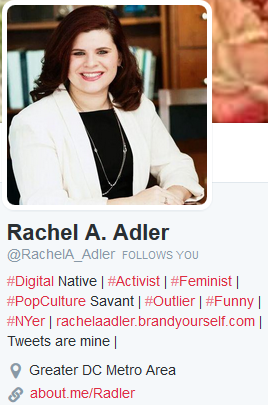 Rachel A. Adler
@RachelA_Adler FOLLOWS YOU
#Digital Native | #Activist | #Feminist |
#PopCulture Savant | #Outlier | #Funny |
#NYer | rachelaadler.brandyourself.com |
Tweets are mine |
Greater DC Metro Area
about.me/Radler